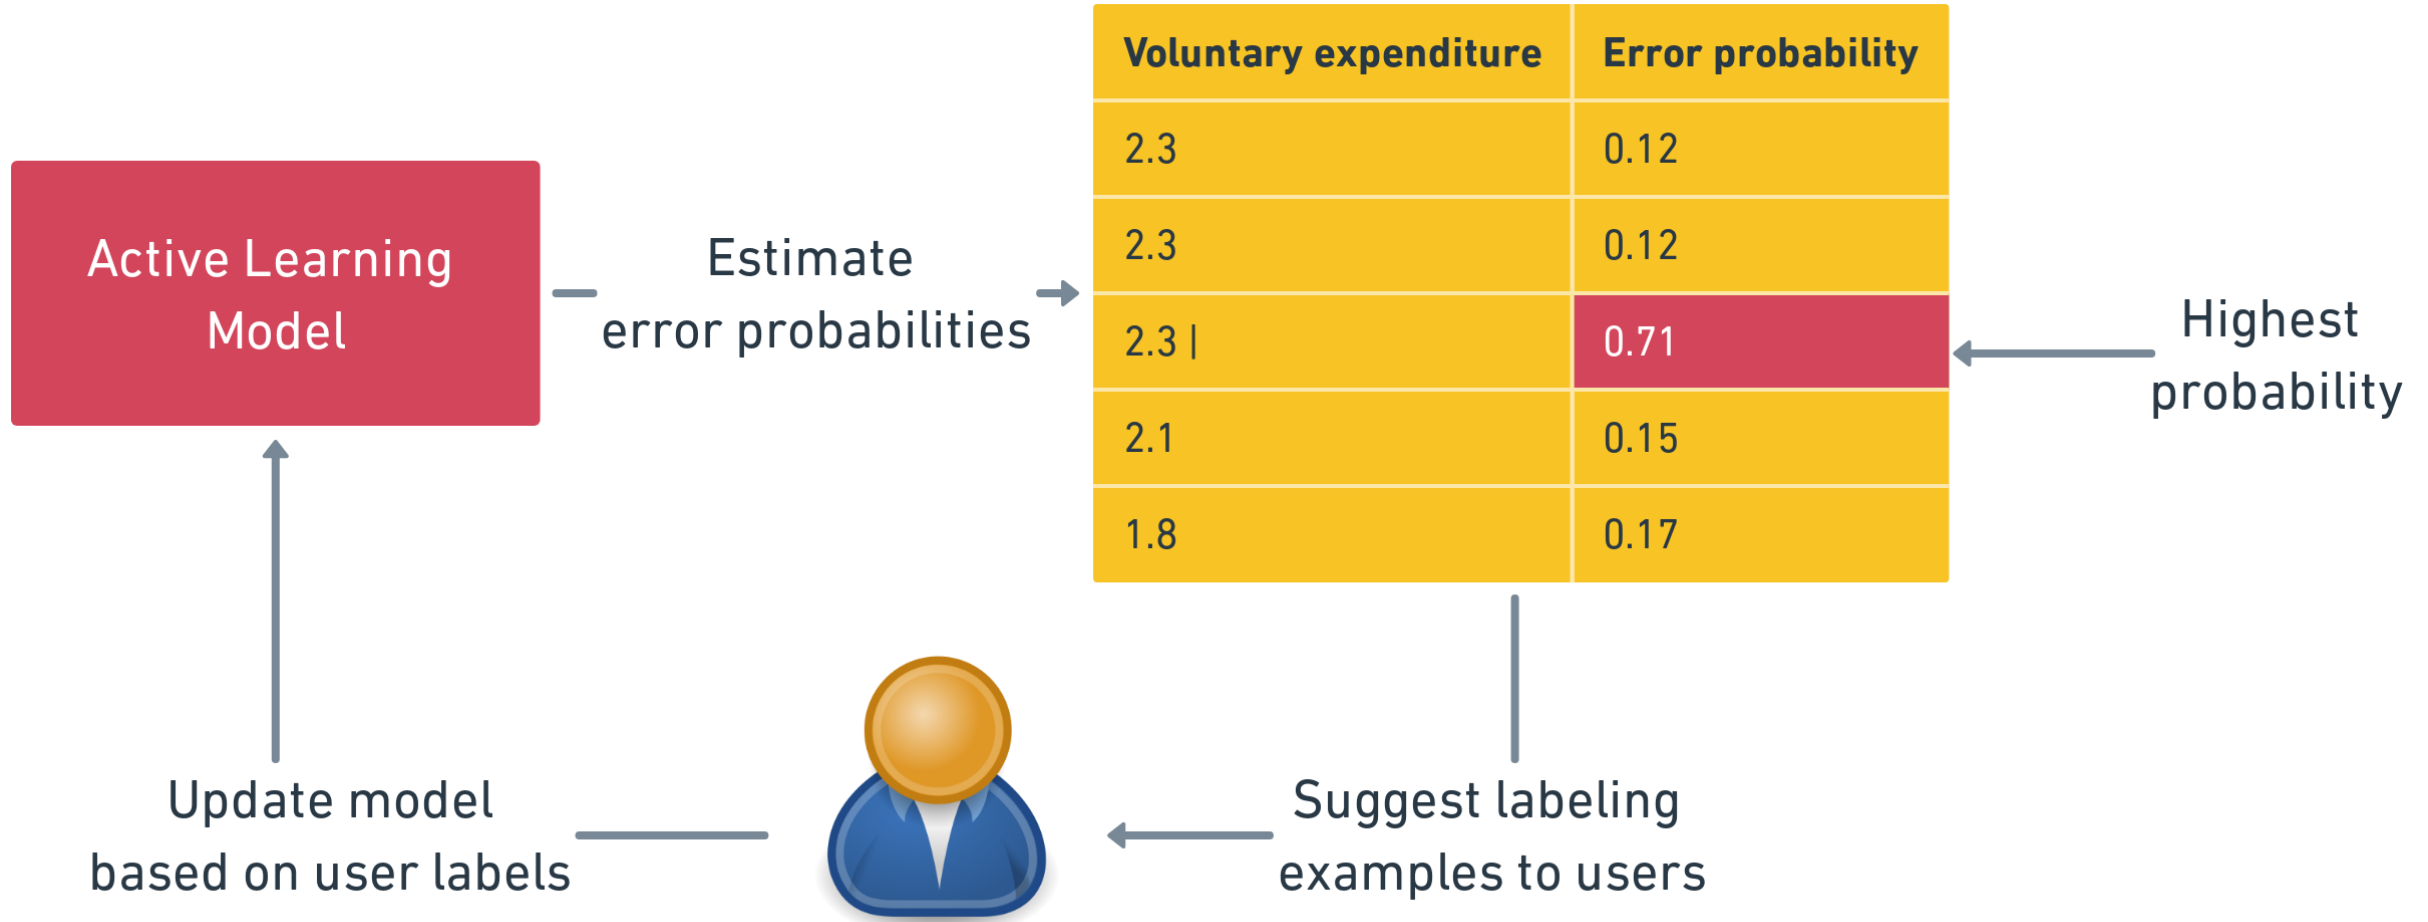 Voluntary expenditure Error probability
2.3 0.12
2.3 0.12
2.3 | 0.71
2.1 0.15
1.8 0.17
Active Learning
Model
Estimate
error probabilities
Highest
probability
Suggest labeling
examples to users
Update model
based on user labels